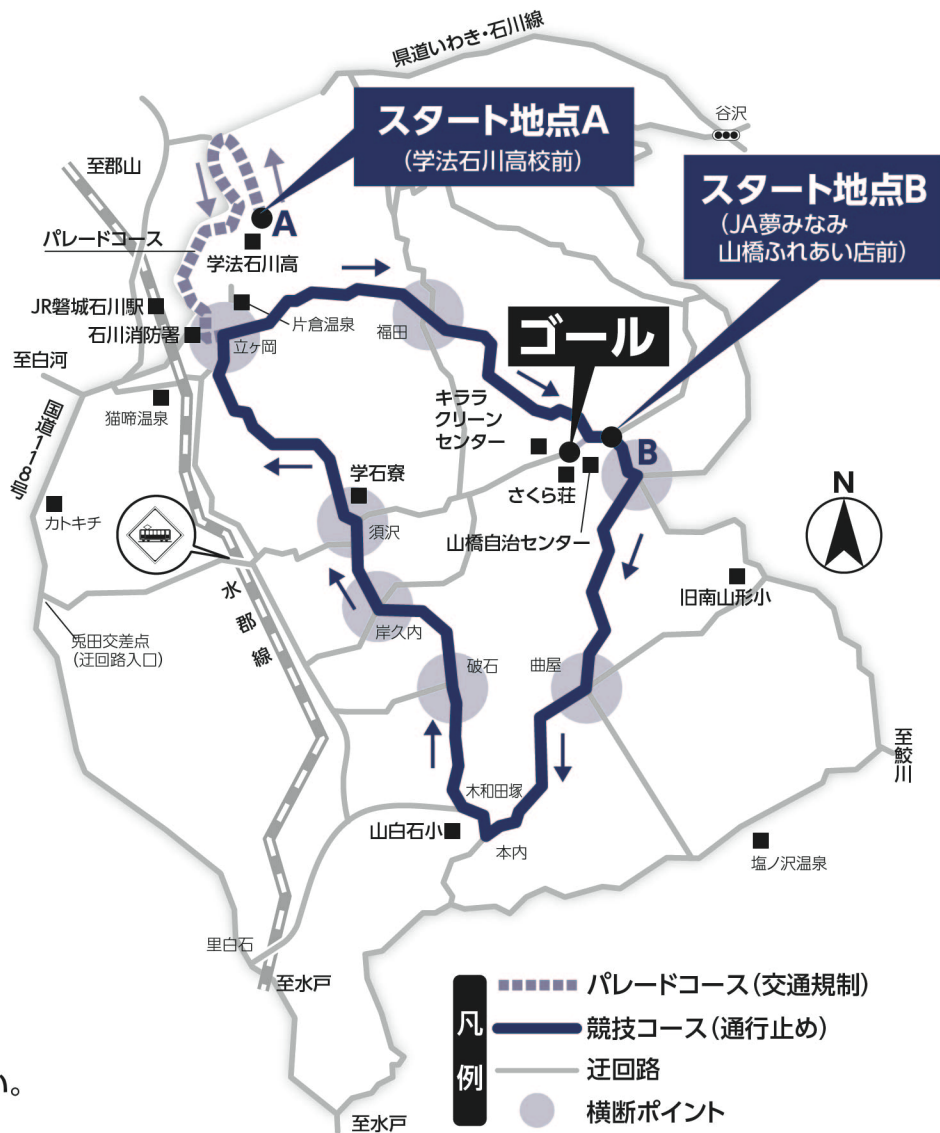 県道いわき・石川線
スタート地点A
(学法石川高校前)
谷沢
至郡山
スタート地点B
(JA夢みなみ
山橋ふれあい店前)
A
パレードコース
学法石川高
JR磐城石川駅
片倉温泉
石川消防署
立ヶ岡
福田
ゴール
至白河
猫啼温泉
キララ
クリーン
センター
B
国道118号
学石寮
さくら荘
N
カトキチ
須沢
山橋自治センター
旧南山形小
水郡線
岸久内
兎田交差点
(迂回路入口)
破石
曲屋
至鮫川
木和田塚
山白石小
本内
塩ノ沢温泉
里白石
至水戸
凡例
パレードコース(交通規制)
競技コース(通行止め)
迂回路
横断ポイント
い。
至水戸